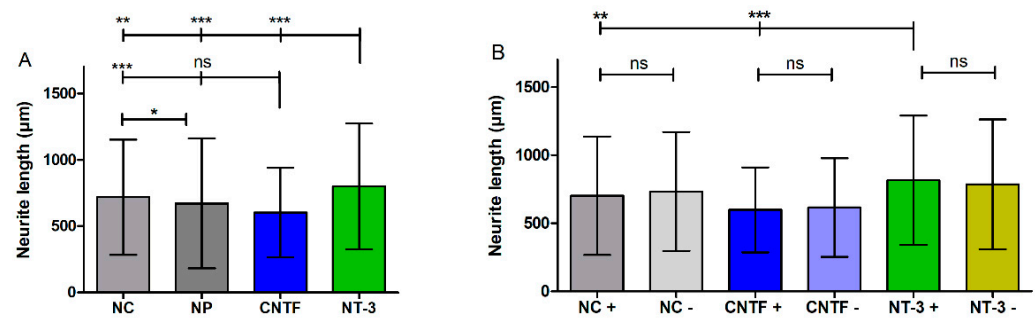 ** *** ***
A
*** ns
*
Neurite length (µm)
1500
1000
500
0
NC NP CNTF NT-3
** ***
B
ns ns ns
Neurite length (µm)
1500
1000
500
0
NC + NC - CNTF + CNTF - NT-3 + NT-3 -